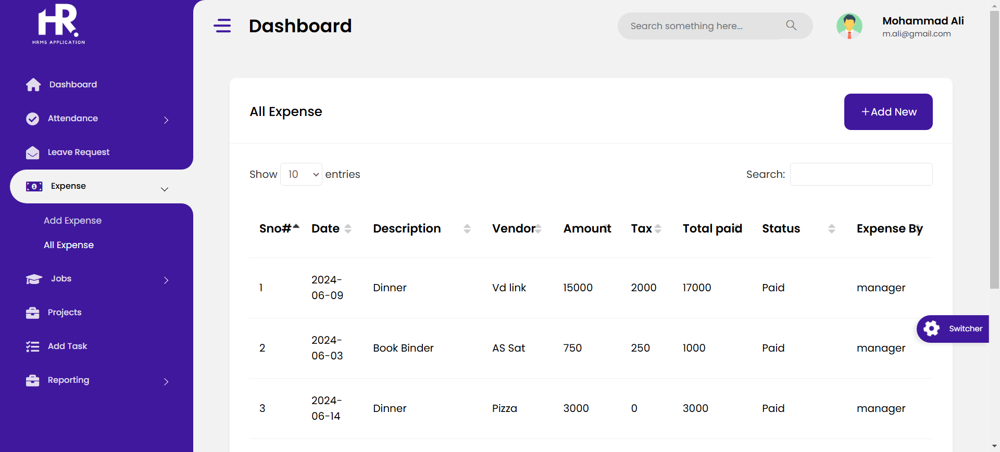 HR.
HRMS APPLICATION
Dashboard
Search something here...
Mohammad Ali
m.ali@gmail.com
Dashboard
Attendance
Leave Request
Expense
Add Expense
All Expense
Jobs
Projects
Add Task
Reporting
All Expense
+Add New
Show 10 entries
Search:
Sno# Date Description Vendor Amount Tax Total paid Status Expense By
1 2024-06-09 Dinner Vd link 15000 2000 17000 Paid manager
2 2024-06-03 Book Binder AS Sat 750 250 1000 Paid manager
3 2024-06-14 Dinner Pizza 3000 0 3000 Paid manager
Switcher